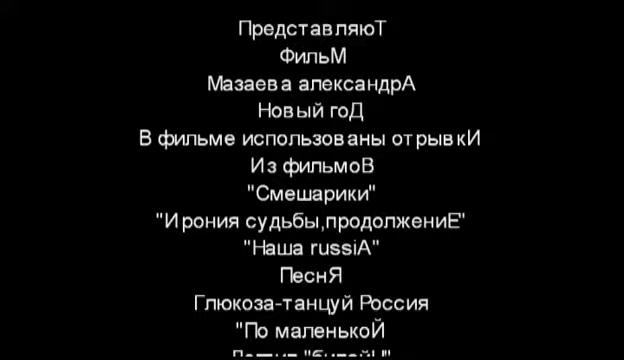 ПредставляюТ
ФильМ
Мазаева александрА
Новый гоД
В фильме использованы отрывкИ
Из фильмоВ
"Смешарики"
"Ирония судьбы,продолжениЕ"
"Наша russiA"
ПеснЯ
Глюкоза-танцуй Россия
"По маленькоЙ